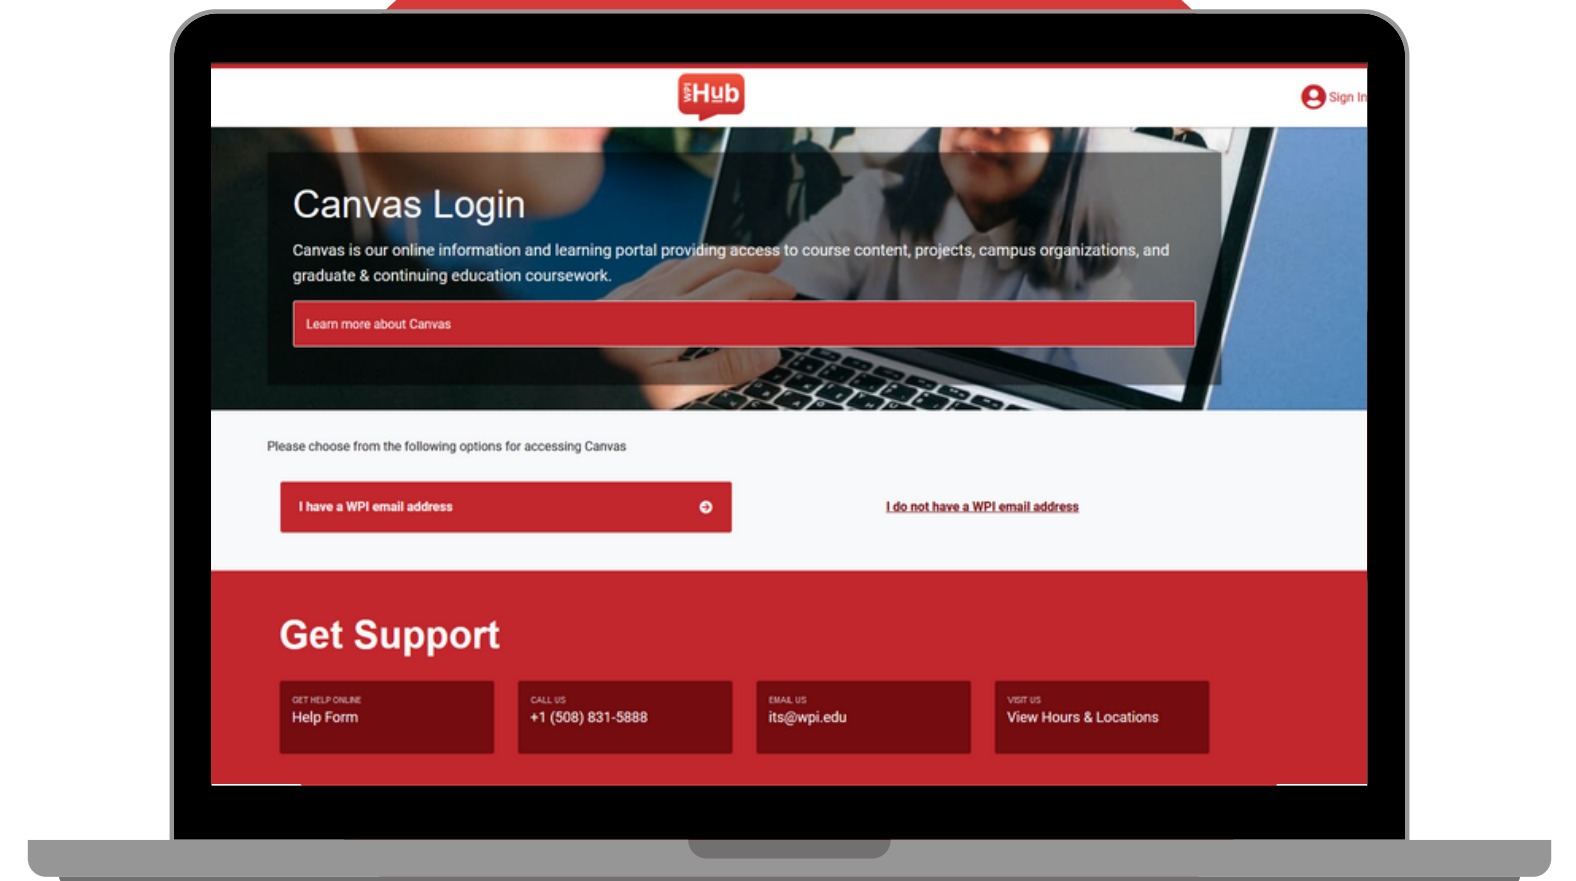 WPI Hub
Sign In
Canvas Login
Canvas is our online information and learning portal providing access to course content, projects, campus organizations, and
graduate & continuing education coursework.
Learn more about Canvas
Please choose from the following options for accessing Canvas
I have a WPI email address
I do not have a WPI email address
Get Support
GET HELP ONLINE
Help Form
CALL US
+1 (508) 831-5888
EMAIL US
its@wpi.edu
VISIT US
View Hours & Locations